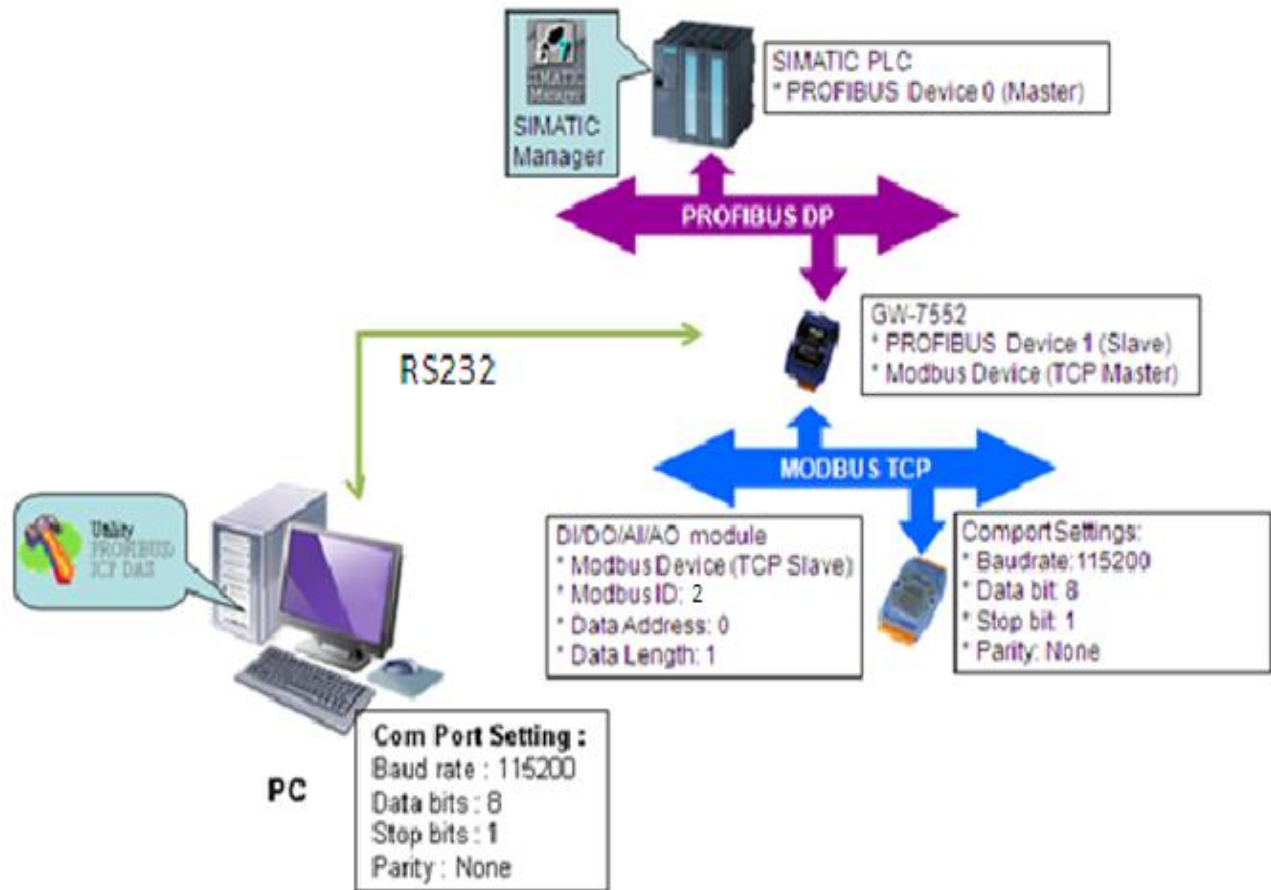 SIMATIC
Manager
SIMATIC
Manager
SIMATIC PLC
* PROFIBUS Device 0 (Master)
PROFIBUS DP
GW-7552
* PROFIBUS Device 1 (Slave)
* Modbus Device (TCP Master)
RS232
MODBUS TCP
Utility
PROFIBUS
ICP DAS
DI/DO/AI/AO module
* Modbus Device (TCP Slave)
* Modbus ID: 2
* Data Address: 0
* Data Length: 1
Comport Settings:
* Baudrate: 115200
* Data bit: 8
* Stop bit: 1
* Parity: None
PC
Com Port Setting :
Baud rate : 115200
Data bits : 8
Stop bits : 1
Parity : None